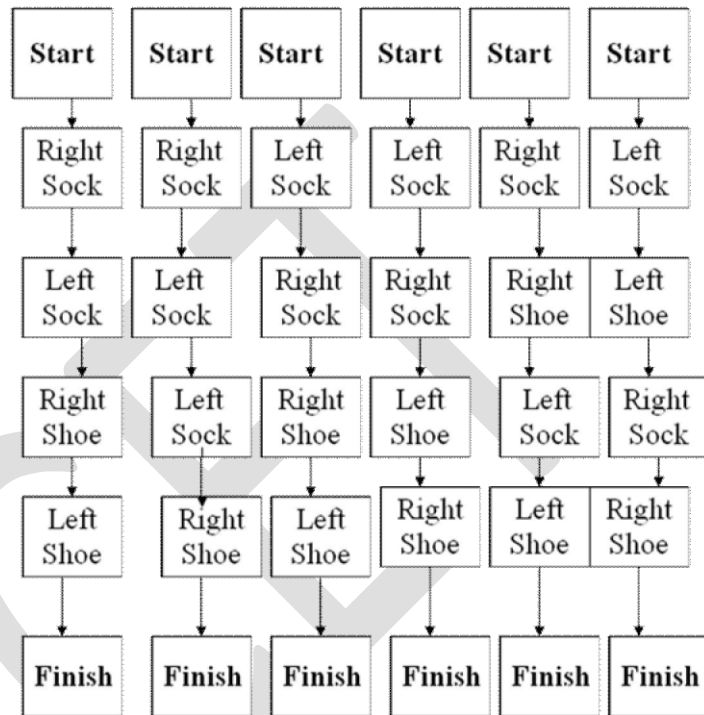 Start Start Start Start Start Start
Right Right Left Left Right Left
Sock Sock Sock Sock Sock Sock
Left Left Right Right Right Left
Sock Sock Sock Sock Shoe Shoe
Right Left Right Left Left Right
Shoe Sock Shoe Shoe Sock Sock
Left Right Left Right Left Right
Shoe Shoe Shoe Shoe Shoe Shoe
Finish Finish Finish Finish Finish Finish